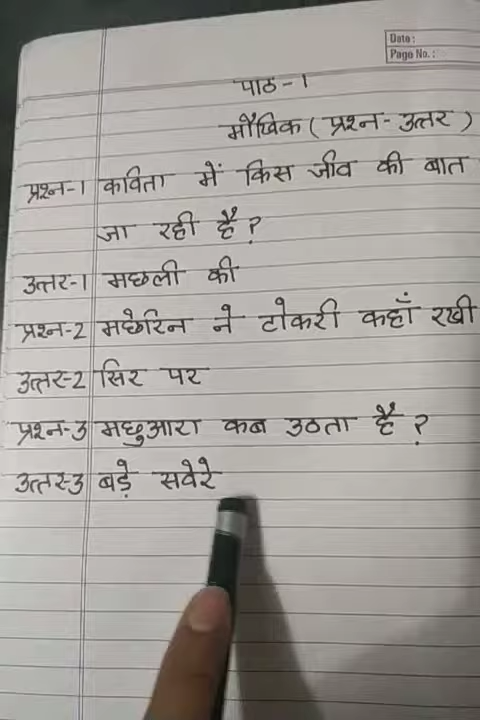 Date :
Page No. :
पाठ - 1
मौखिक ( प्रश्न - उत्तर )
प्रश्न-1 कविता में किस जीव की बात
जा रही है ?
उत्तर-1 मछली की
प्रश्न-2 मछेरिन ने टोकरी कहाँ रखी
उत्तर-2 सिर पर
प्रश्न-3 मछुआरा कब उठता है ?
उत्तर-3 बड़े सवेरे